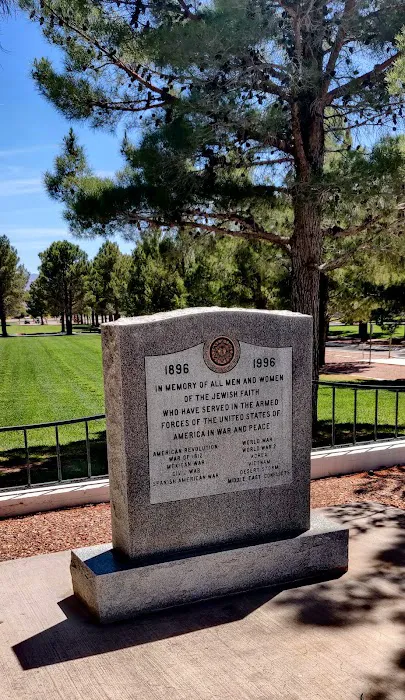 1896 1996
IN MEMORY OF ALL MEN AND WOMEN
OF THE JEWISH FAITH
WHO HAVE SERVED IN THE ARMED
FORCES OF THE UNITED STATES OF
AMERICA IN WAR AND PEACE
AMERICAN REVOLUTION
WAR OF 1812
MEXICAN WAR
CIVIL WAR
SPANISH AMERICAN WAR
WORLD WAR I
WORLD WAR 2
KOREA
VIETNAM
DESERT STORM
MIDDLE EAST CONFLICTS